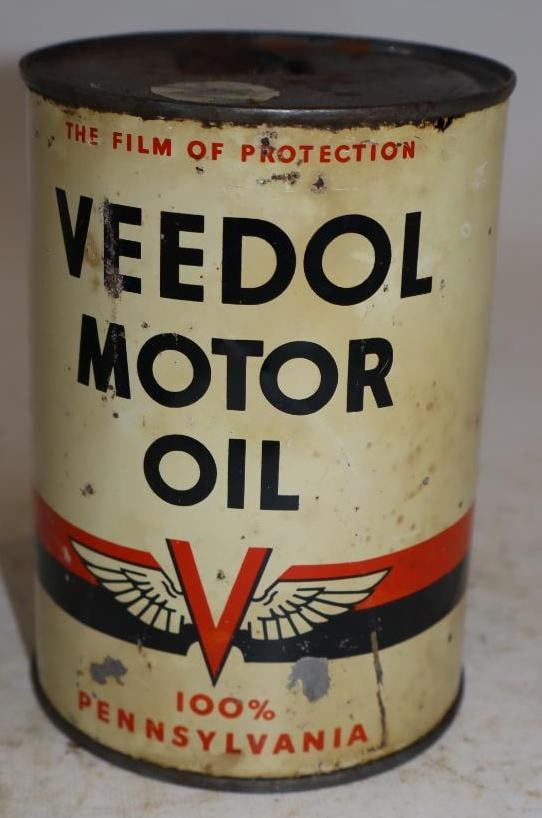 THE FILM OF PROTECTION
VEEDOL
MOTOR
OIL
V
100%
PENNSYLVANIA